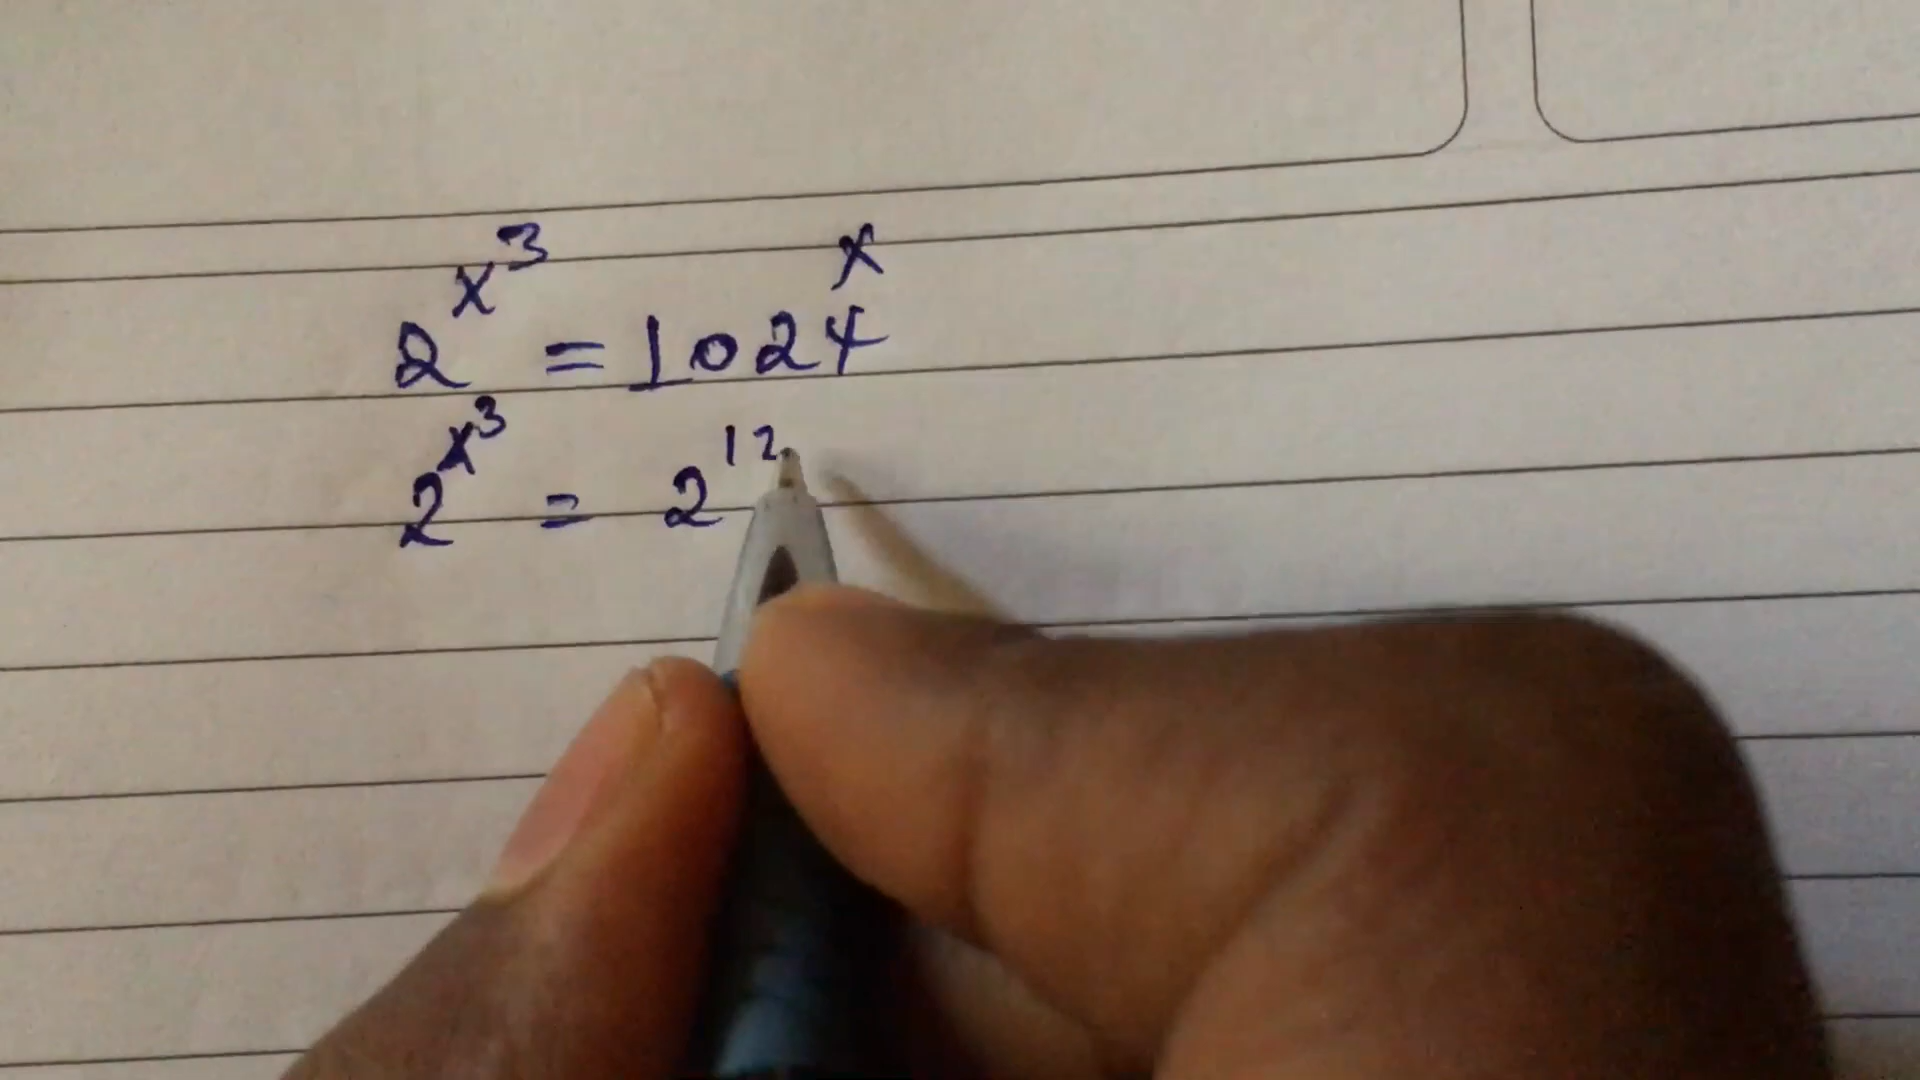 2^x^3 = 1024^x
2^x^3 = 2^12